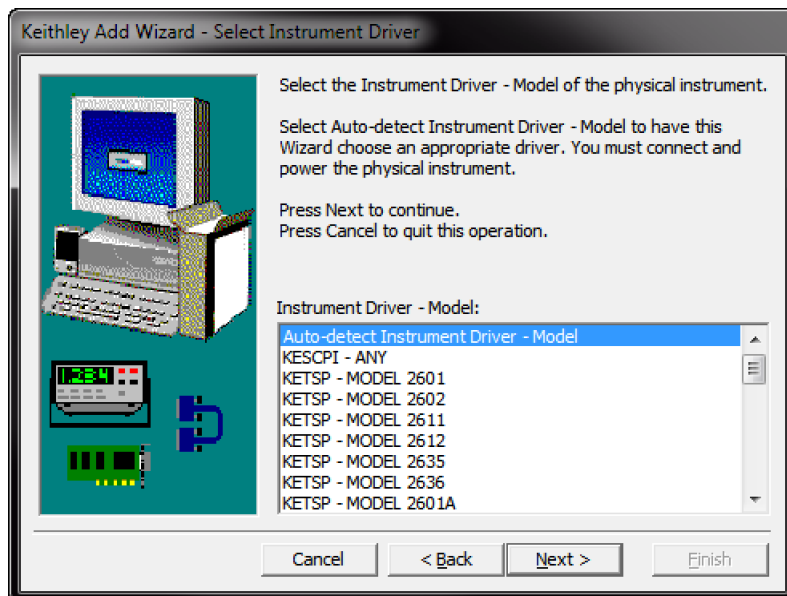 Keithley Add Wizard - Select Instrument Driver
Select the Instrument Driver - Model of the physical instrument.
Select Auto-detect Instrument Driver - Model to have this
Wizard choose an appropriate driver. You must connect and
power the physical instrument.
Press Next to continue.
Press Cancel to quit this operation.
Instrument Driver - Model:
Auto-detect Instrument Driver - Model
KESCPI - ANY
KETSP - MODEL 2601
KETSP - MODEL 2602
KETSP - MODEL 2611
KETSP - MODEL 2612
KETSP - MODEL 2635
KETSP - MODEL 2636
KETSP - MODEL 2601A
1.234
Cancel
< Back
Next >
Finish